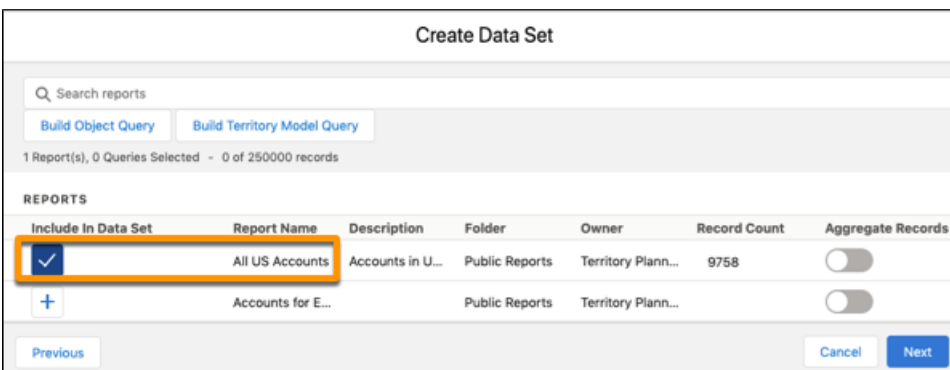 Create Data Set
Search reports
Build Object Query Build Territory Model Query
1 Report(s), 0 Queries Selected - 0 of 250000 records
REPORTS
Include In Data Set Report Name Description Folder Owner Record Count Aggregate Records
All US Accounts Accounts in U... Public Reports Territory Plann... 9758
Accounts for E... Public Reports Territory Plann...
Previous Cancel Next